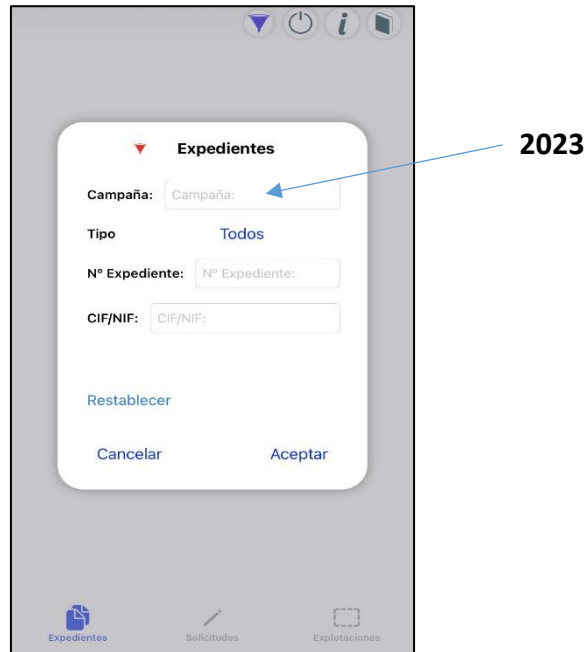 Expedientes
2023
Campaña: Campaña:
Tipo Todos
Nº Expediente: Nº Expediente:
CIF/NIF: CIF/NIF:
Restablecer
Cancelar Aceptar
Expedientes Solicitudes Explotaciones